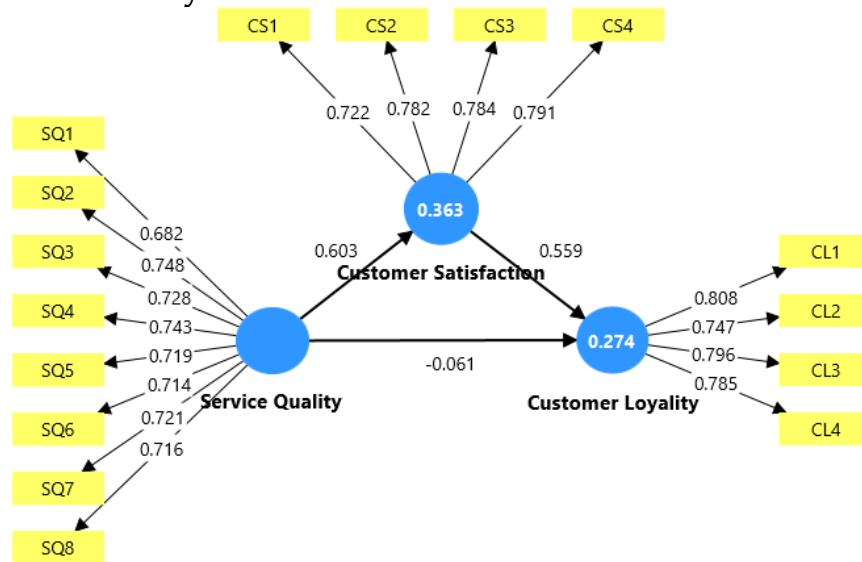 CS1 CS2 CS3 CS4
0.722 0.782 0.784 0.791
SQ1
SQ2
SQ3
SQ4
SQ5
SQ6
SQ7
SQ8
0.682
0.748
0.728
0.743
0.719
0.714
0.721
0.716
0.363
0.603
0.559
Customer Satisfaction
-0.061
Service Quality
0.274
Customer Loyality
0.808
0.747
0.796
0.785
CL1
CL2
CL3
CL4